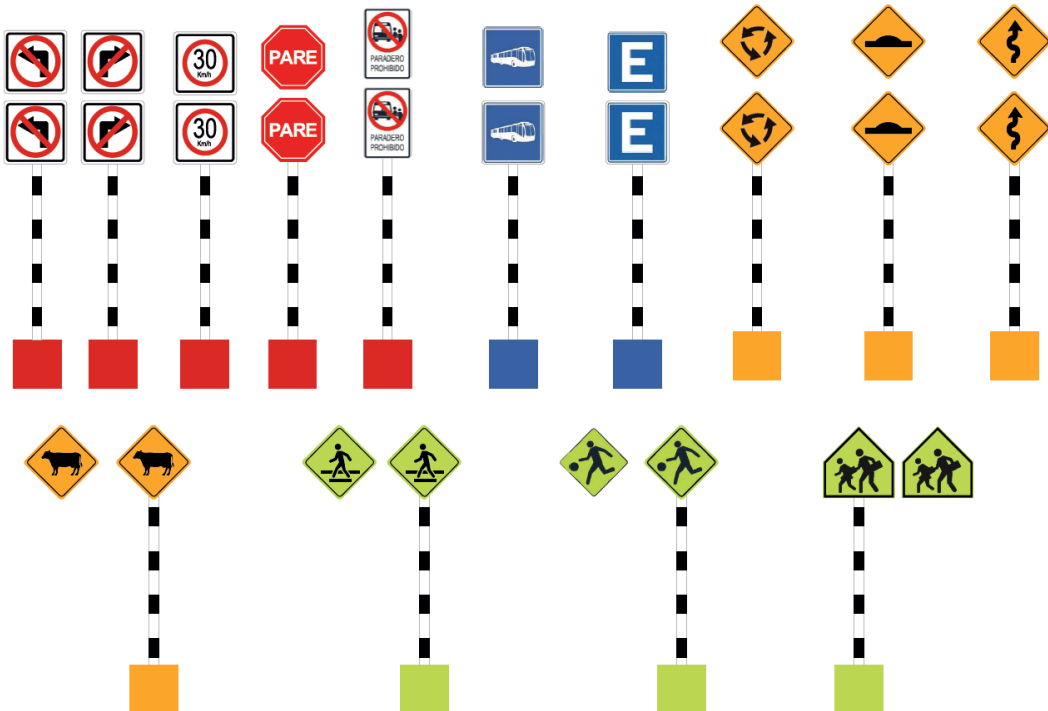 30
Km/h
PARE
PARADERO
PROHIBIDO
E
30
Km/h
PARE
PARADERO
PROHIBIDO
E